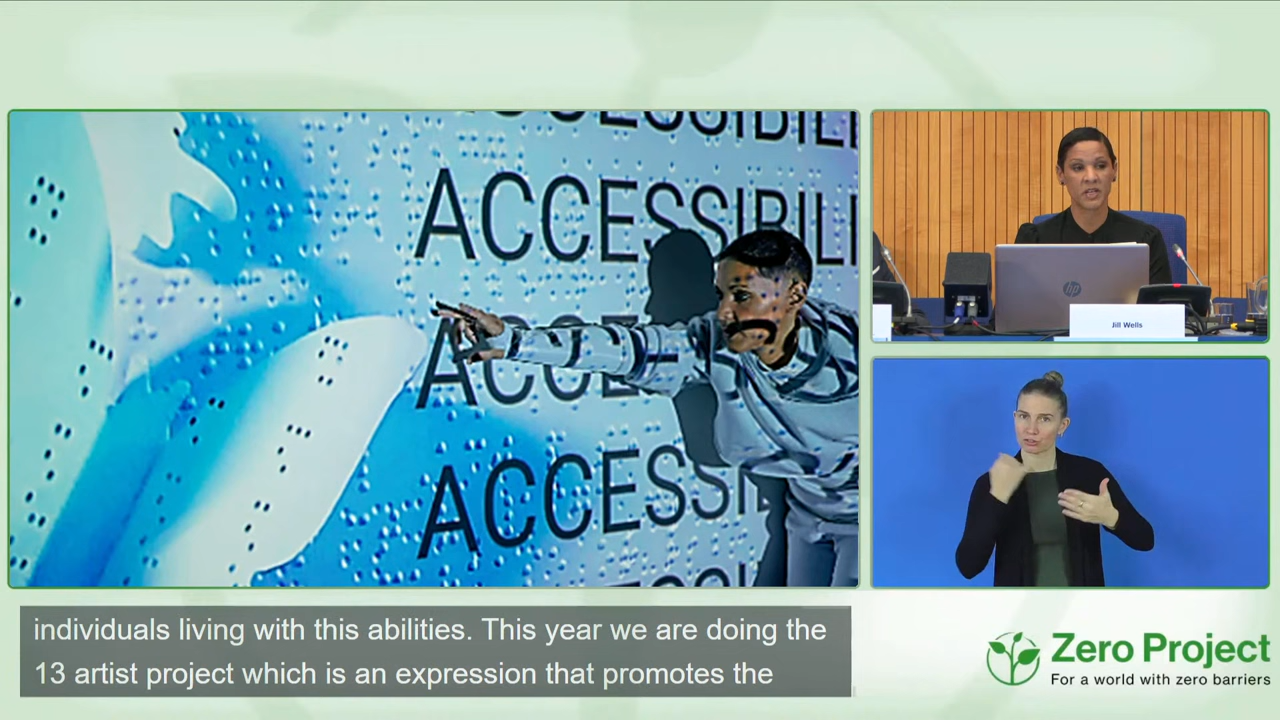 ACCESSIBILI
ACCESSIBILI
ACCE
ACCESSI
hp
Jill Wells
individuals living with this abilities. This year we are doing the
13 artist project which is an expression that promotes the
Zero Project
For a world with zero barriers